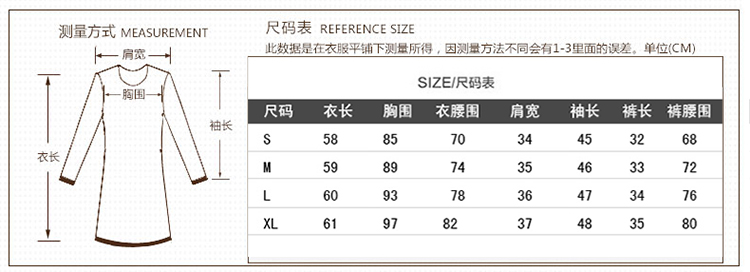 测量方式 MEASUREMENT
肩宽
胸围
袖长
衣长
尺码表 REFERENCE SIZE
此数据是在衣服平铺下测量所得，因测量方法不同会有1-3里面的误差。单位(CM)
SIZE/尺码表
尺码 衣长 胸围 衣腰围 肩宽 袖长 裤长 裤腰围
S 58 85 70 34 45 32 68
M 59 89 74 35 46 33 72
L 60 93 78 36 47 34 76
XL 61 97 82 37 48 35 80